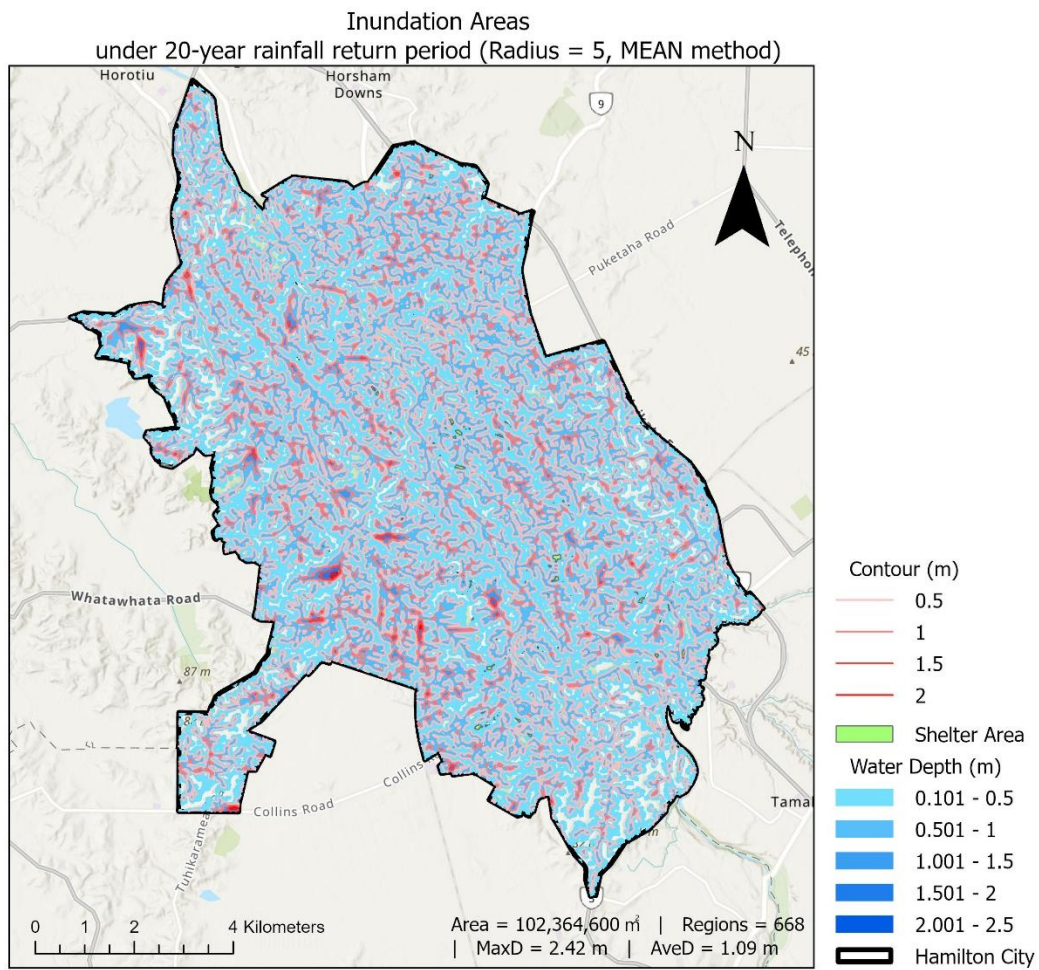 Inundation Areas
under 20-year rainfall return period (Radius = 5, MEAN method)
Horotiu
Horsham
Downs
9
N
Puketaha Road
Telephon
45
Whatawhata Road
87 m
Collins
Collins Road
Tuhikaramea
Tamal
0 1 2 4 Kilometers
Area = 102,364,600 ㎡ | Regions = 668
| MaxD = 2.42 m | AveD = 1.09 m
Contour (m)
0.5
1
1.5
2
Shelter Area
Water Depth (m)
0.101 - 0.5
0.501 - 1
1.001 - 1.5
1.501 - 2
2.001 - 2.5
Hamilton City